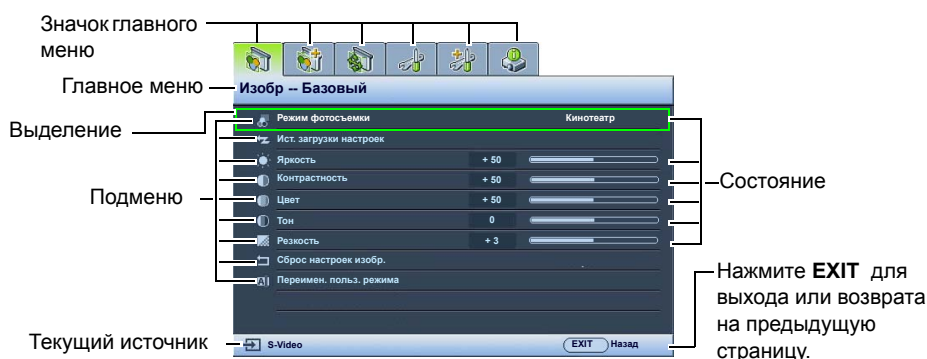 Значок главного
меню
Главное меню
Изобр -- Базовый
Выделение
Режим фотосъемки Кинотеатр
Ист. загрузки настроек
Яркость + 50
Контрастность + 50
Подменю
Цвет + 50
Состояние
Тон 0
Резкость + 3
Сброс настроек изобр.
Переимен. польз. режима
Нажмите EXIT для
выхода или возврата
на предыдущую
страницу.
Текущий источник
S-Video EXIT Назад